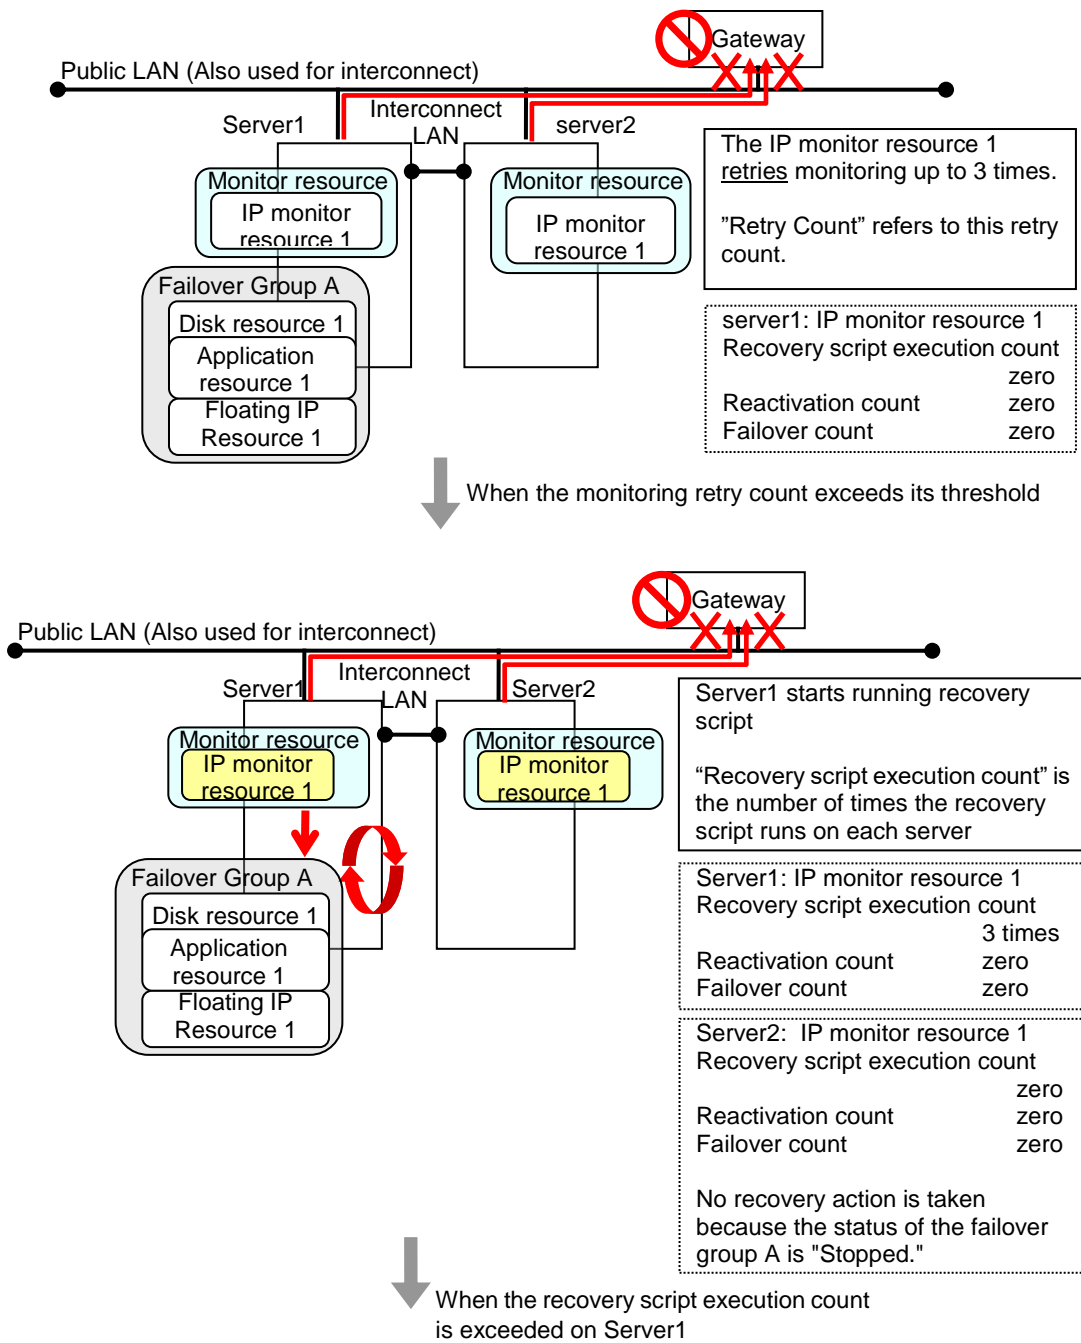 Gateway
Public LAN (Also used for interconnect)
Interconnect
LAN
Server1
server2
Monitor resource
IP monitor
resource 1
Monitor resource
IP monitor
resource 1
The IP monitor resource 1
retries monitoring up to 3 times.
”Retry Count” refers to this retry
count.
Failover Group A
Disk resource 1
Application
resource 1
Floating IP
Resource 1
server1: IP monitor resource 1
Recovery script execution count
zero
Reactivation count zero
Failover count zero
When the monitoring retry count exceeds its threshold
Gateway
Public LAN (Also used for interconnect)
Interconnect
LAN
Server1
Server2
Monitor resource
IP monitor
resource 1
Monitor resource
IP monitor
resource 1
Server1 starts running recovery
script
“Recovery script execution count” is
the number of times the recovery
script runs on each server
Failover Group A
Disk resource 1
Application
resource 1
Floating IP
Resource 1
Server1: IP monitor resource 1
Recovery script execution count
3 times
Reactivation count zero
Failover count zero
Server2: IP monitor resource 1
Recovery script execution count
zero
Reactivation count zero
Failover count zero
No recovery action is taken
because the status of the failover
group A is "Stopped."
When the recovery script execution count
is exceeded on Server1